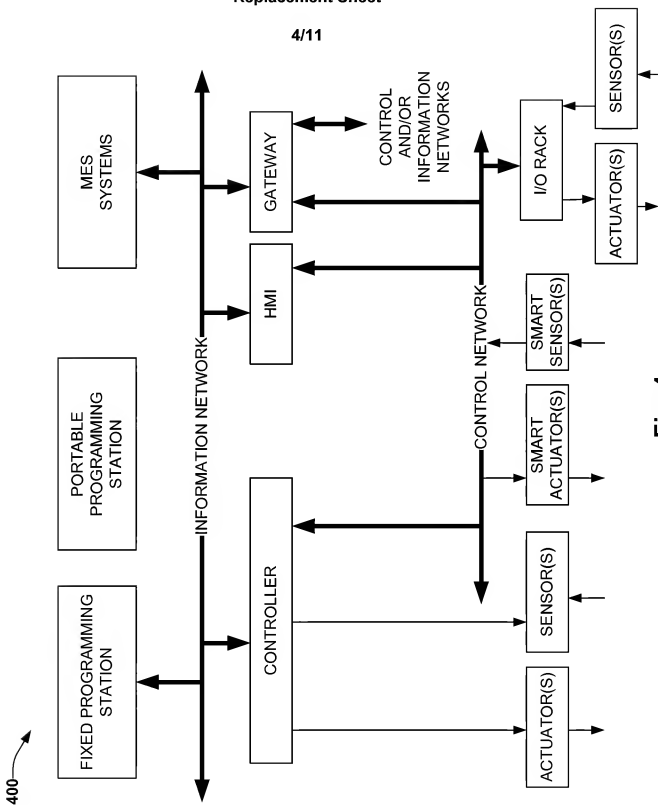 Replacement Sheet
4/11
400
FIXED PROGRAMMING
STATION
PORTABLE
PROGRAMMING
STATION
MES
SYSTEMS
INFORMATION NETWORK
CONTROLLER
HMI
GATEWAY
CONTROL
AND/OR
INFORMATION
NETWORKS
CONTROL NETWORK
ACTUATOR(S)
SENSOR(S)
SMART
ACTUATOR(S)
SMART
SENSOR(S)
I/O RACK
ACTUATOR(S)
SENSOR(S)